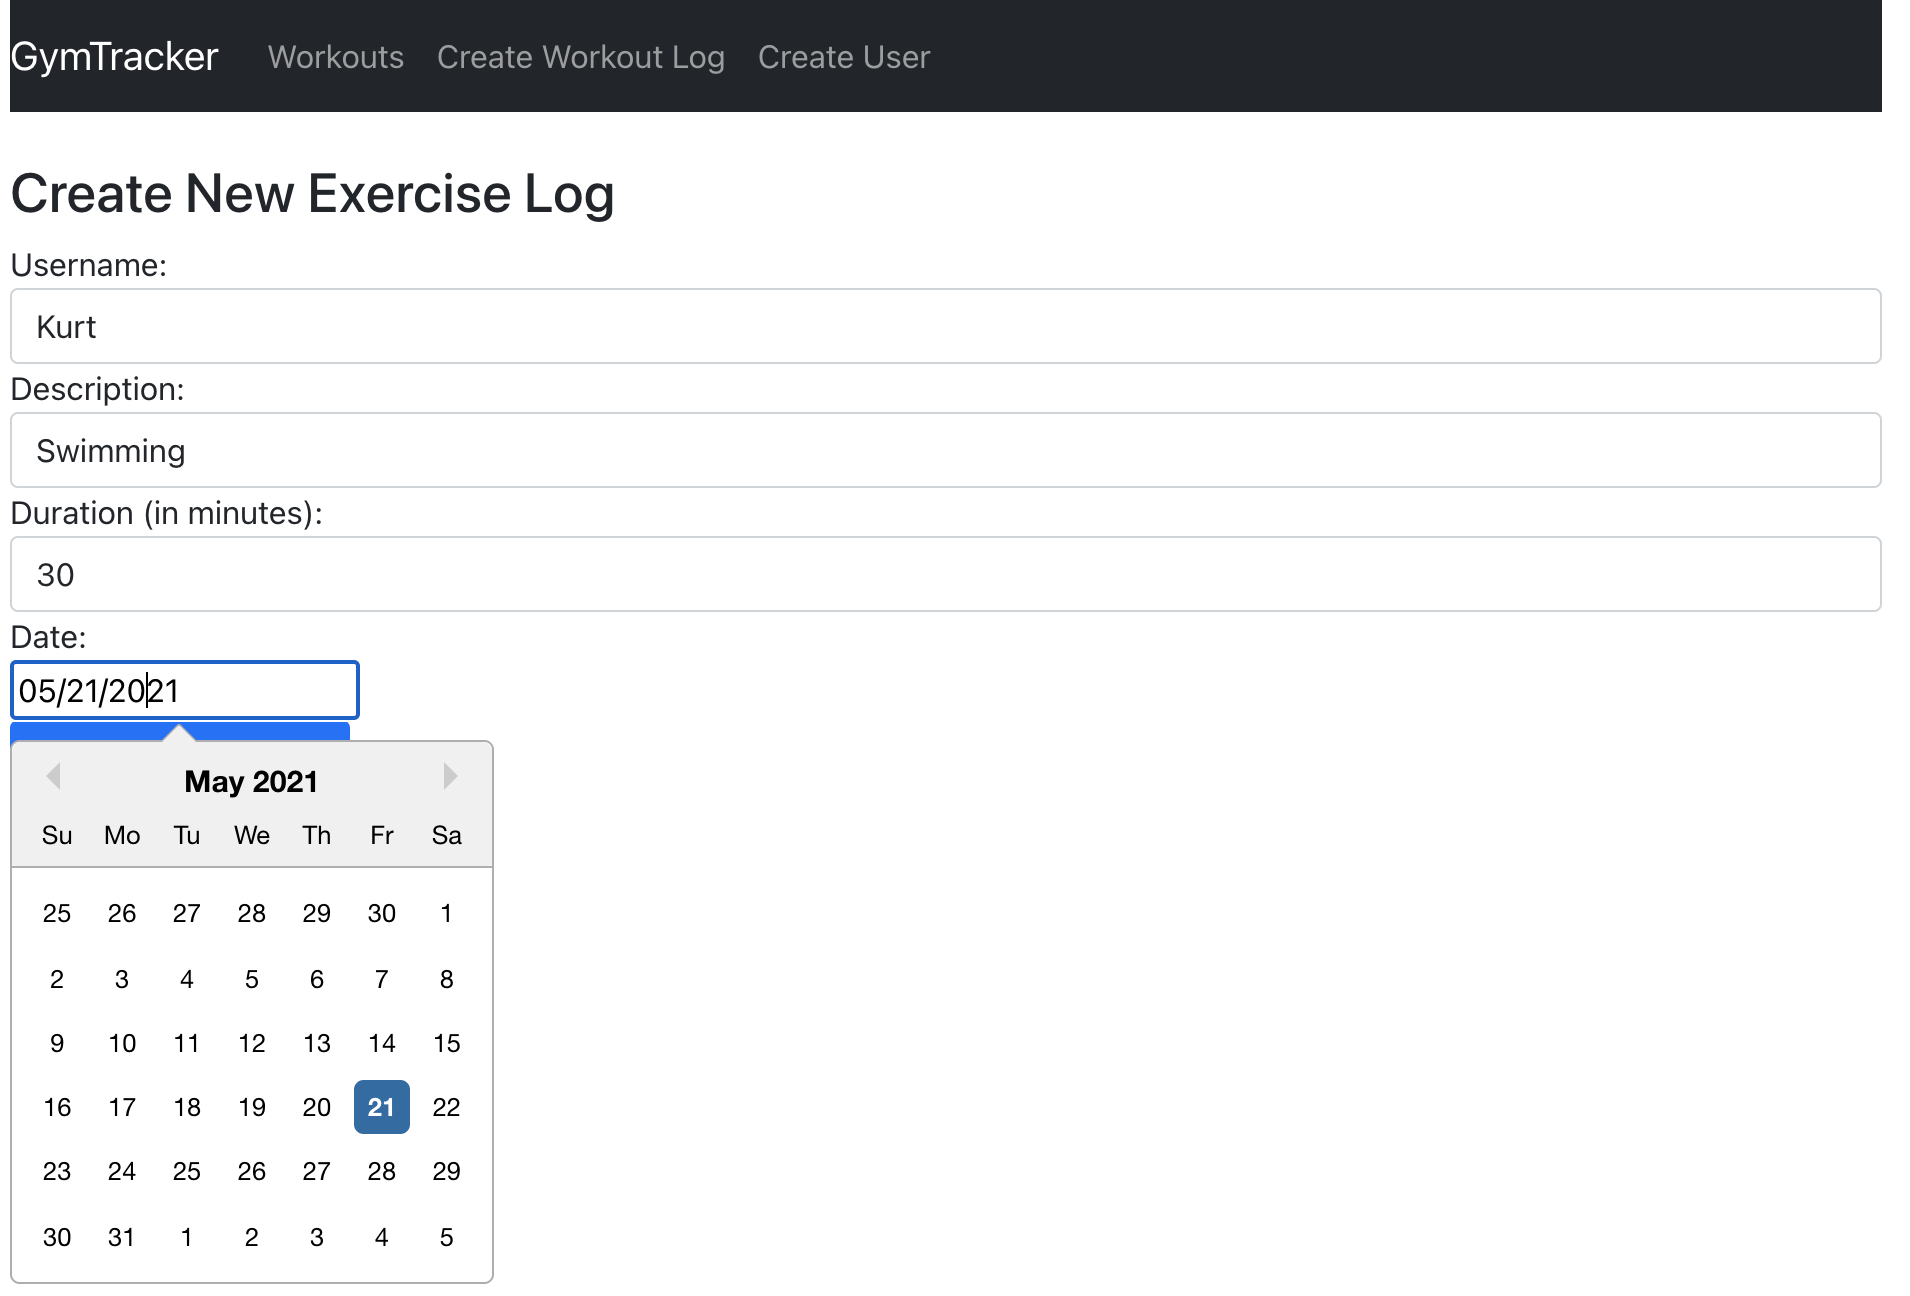 GymTracker Workouts Create Workout Log Create User
Create New Exercise Log
Username:
Kurt
Description:
Swimming
Duration (in minutes):
30
Date:
05/21/2021
May 2021
Su Mo Tu We Th Fr Sa
25 26 27 28 29 30 1
2 3 4 5 6 7 8
9 10 11 12 13 14 15
16 17 18 19 20 21 22
23 24 25 26 27 28 29
30 31 1 2 3 4 5